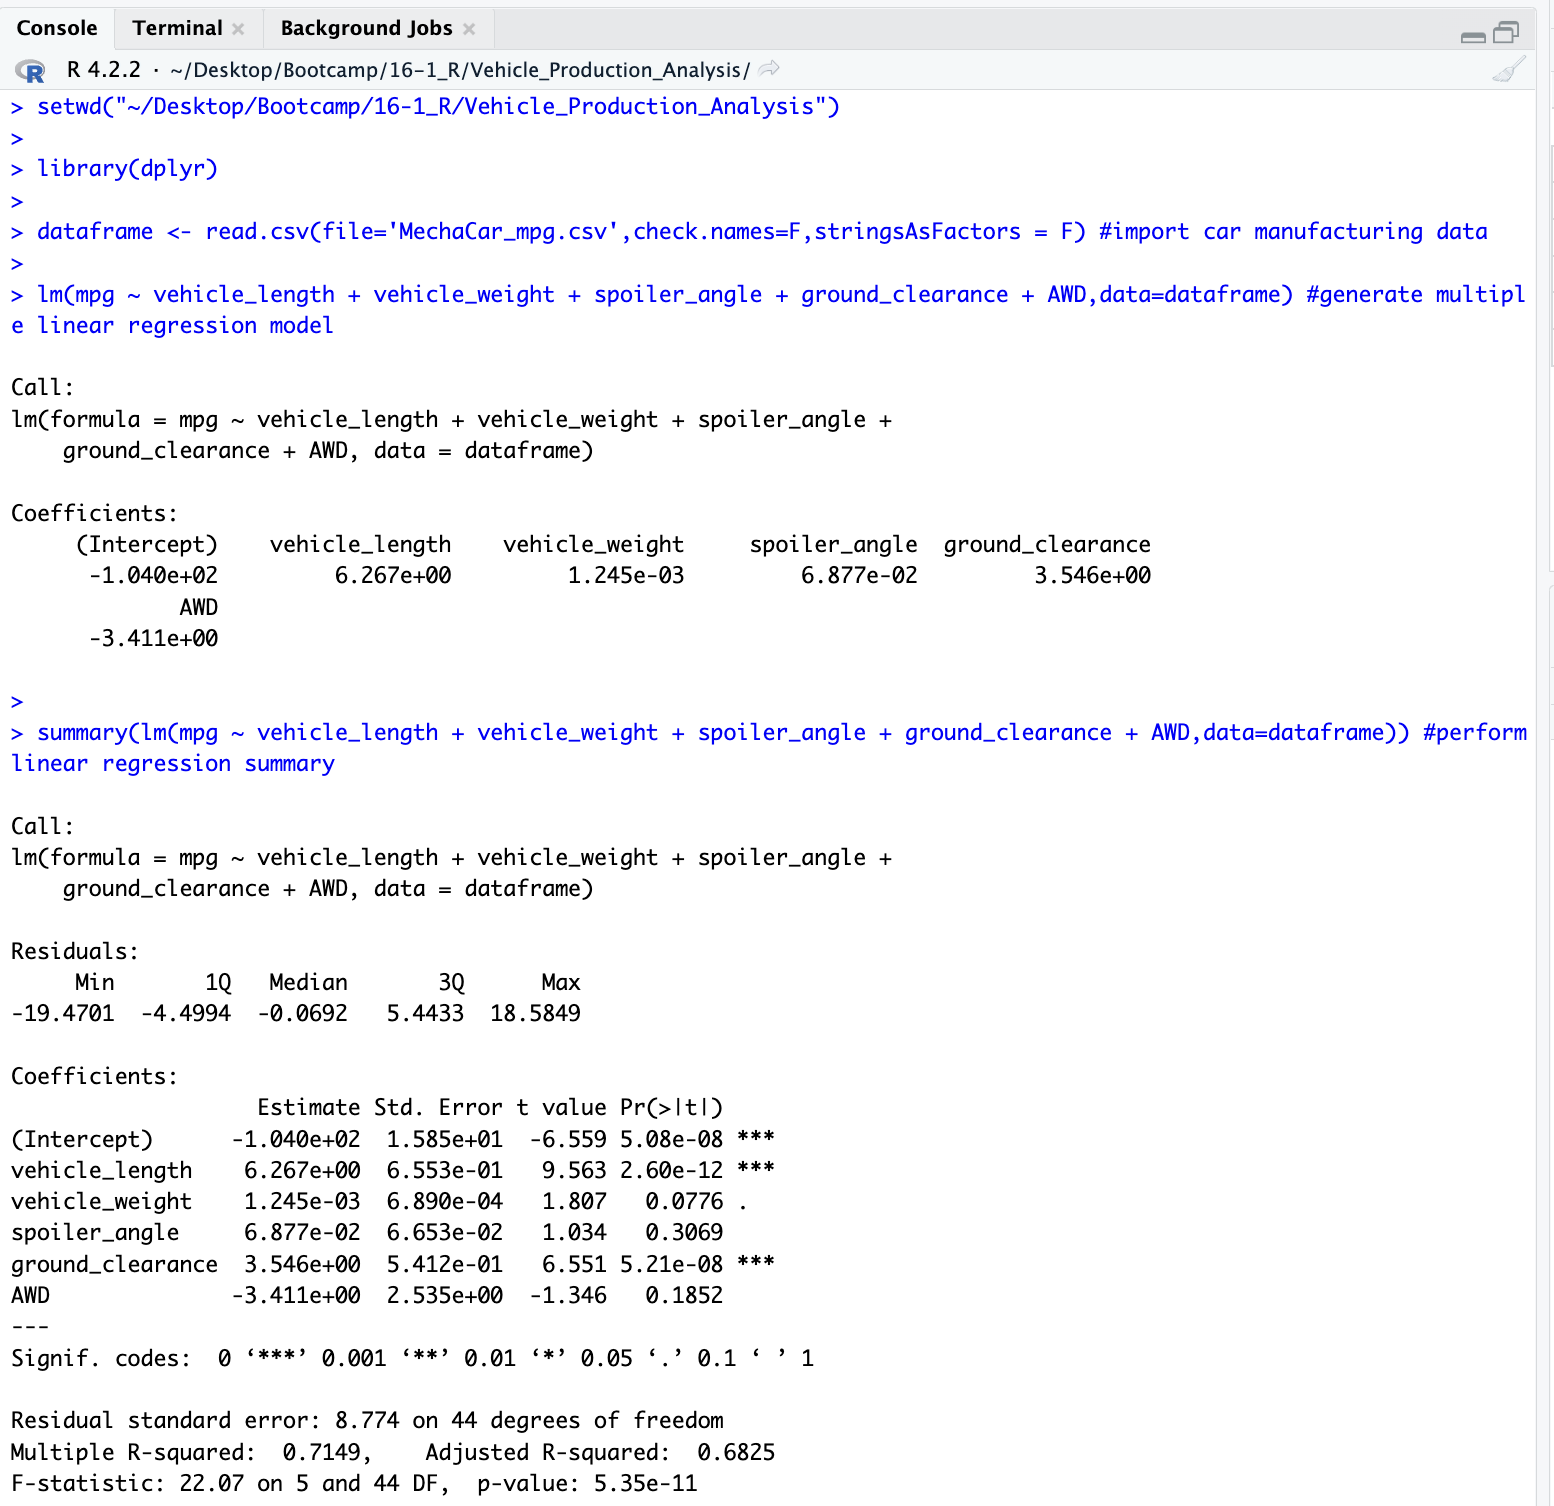 Console Terminal × Background Jobs ×
R R 4.2.2 · ~/Desktop/Bootcamp/16-1_R/Vehicle_Production_Analysis/
> setwd("~/Desktop/Bootcamp/16-1_R/Vehicle_Production_Analysis")
>
> library(dplyr)
>
> dataframe <- read.csv(file='MechaCar_mpg.csv',check.names=F,stringsAsFactors = F) #import car manufacturing data
>
> lm(mpg ~ vehicle_length + vehicle_weight + spoiler_angle + ground_clearance + AWD,data=dataframe) #generate multipl
e linear regression model
Call:
lm(formula = mpg ~ vehicle_length + vehicle_weight + spoiler_angle +
    ground_clearance + AWD, data = dataframe)
Coefficients:
     (Intercept)    vehicle_length    vehicle_weight     spoiler_angle  ground_clearance
      -1.040e+02         6.267e+00         1.245e-03         6.877e-02         3.546e+00
             AWD
      -3.411e+00
>
> summary(lm(mpg ~ vehicle_length + vehicle_weight + spoiler_angle + ground_clearance + AWD,data=dataframe)) #perform
linear regression summary
Call:
lm(formula = mpg ~ vehicle_length + vehicle_weight + spoiler_angle +
    ground_clearance + AWD, data = dataframe)
Residuals:
     Min       1Q   Median       3Q      Max
-19.4701  -4.4994  -0.0692   5.4433  18.5849
Coefficients:
                   Estimate Std. Error t value Pr(>|t|)
(Intercept)      -1.040e+02  1.585e+01  -6.559 5.08e-08 ***
vehicle_length    6.267e+00  6.553e-01   9.563 2.60e-12 ***
vehicle_weight    1.245e-03  6.890e-04   1.807   0.0776 .
spoiler_angle     6.877e-02  6.653e-02   1.034   0.3069
ground_clearance  3.546e+00  5.412e-01   6.551 5.21e-08 ***
AWD              -3.411e+00  2.535e+00  -1.346   0.1852
---
Signif. codes:  0 ‘***’ 0.001 ‘**’ 0.01 ‘*’ 0.05 ‘.’ 0.1 ‘ ’ 1
Residual standard error: 8.774 on 44 degrees of freedom
Multiple R-squared:  0.7149,    Adjusted R-squared:  0.6825
F-statistic: 22.07 on 5 and 44 DF,  p-value: 5.35e-11